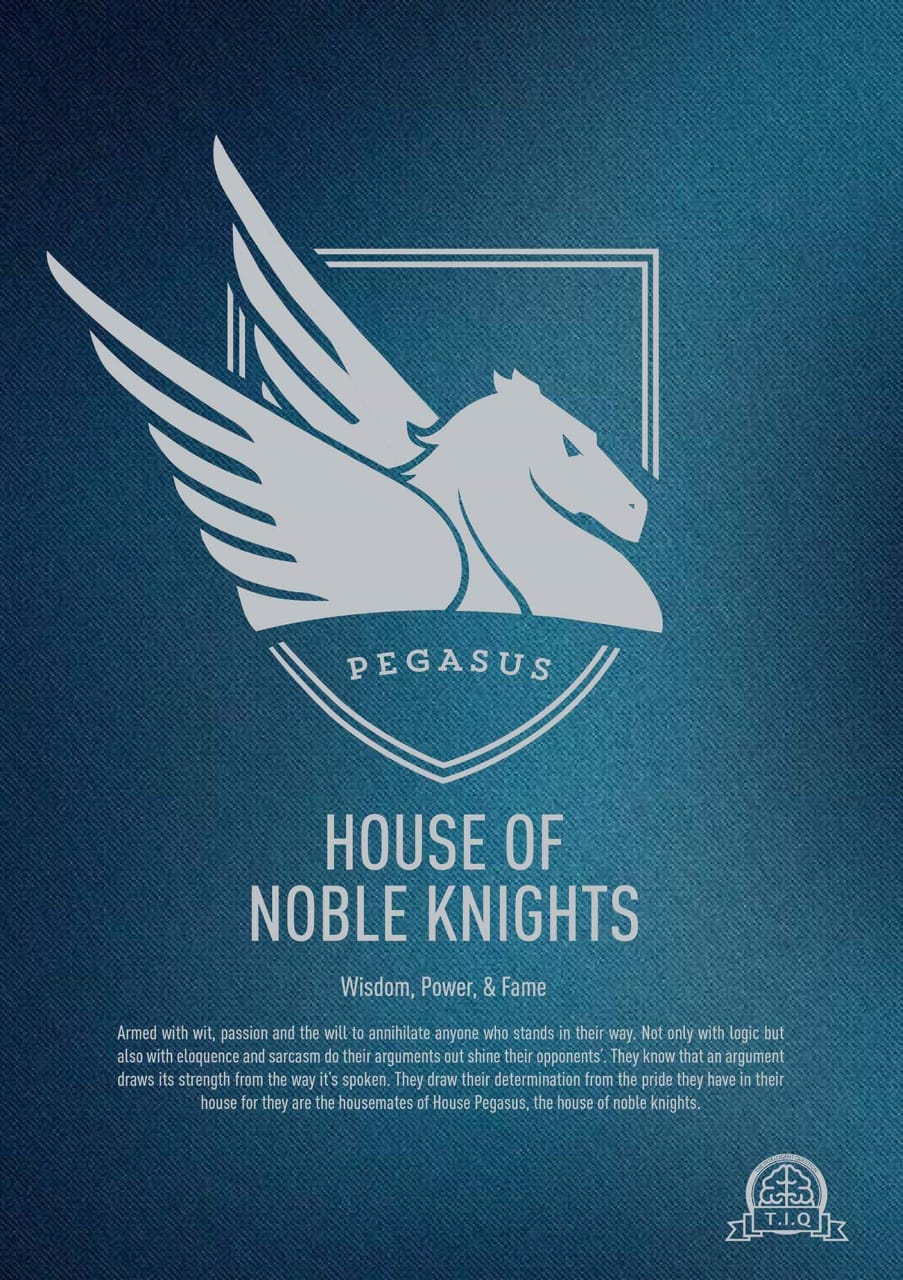 PEGASUS
HOUSE OF
NOBLE KNIGHTS
Wisdom, Power, & Fame
Armed with wit, passion and the will to annihilate anyone who stands in their way. Not only with logic but
also with eloquence and sarcasm do their arguments out shine their opponents'. They know that an argument
draws its strength from the way it's spoken. They draw their determination from the pride they have in their
house for they are the housemates of House Pegasus, the house of noble knights.
T.I.Q